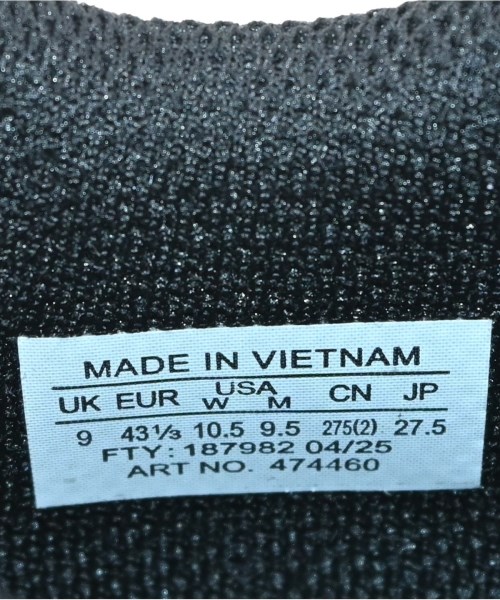 MADE IN VIETNAM
UK EUR USA W M CN JP
9 43⅓ 10.5 9.5 275(2) 27.5
FTY: 187982 04/25
ART NO. 474460